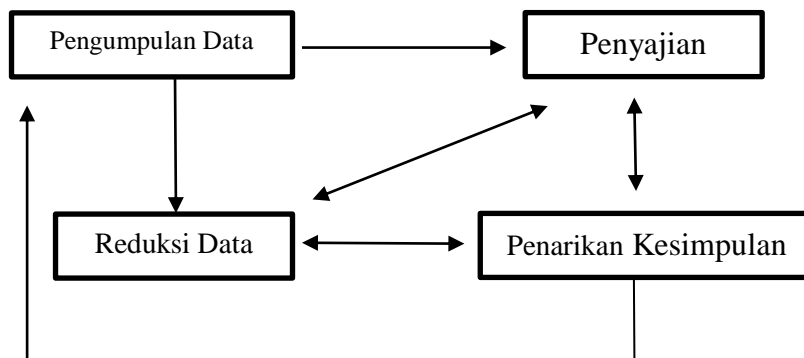 Pengumpulan Data
Penyajian
Reduksi Data
Penarikan Kesimpulan